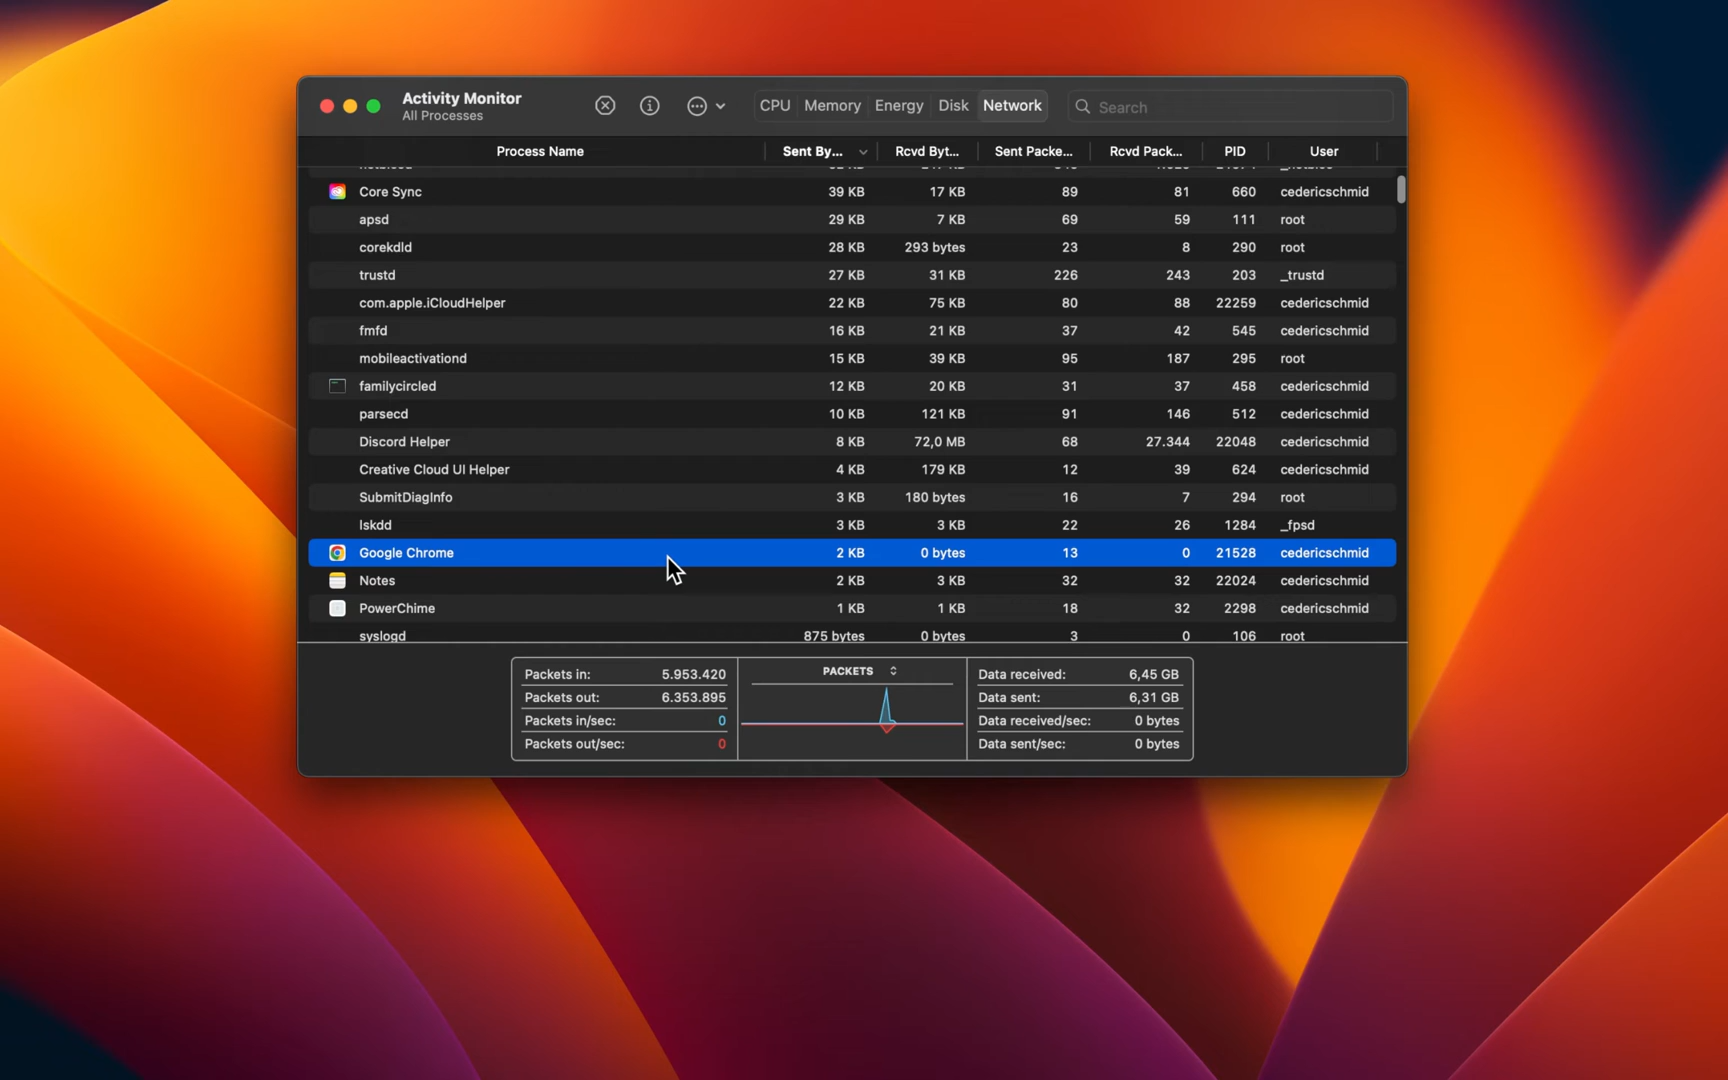 Activity Monitor
All Processes
CPU Memory Energy Disk Network
Search
Process Name Sent By... Rcvd Byt... Sent Packe... Rcvd Pack... PID User
Core Sync 39 KB 17 KB 89 81 660 cedericschmid
apsd 29 KB 7 KB 69 59 111 root
corekdld 28 KB 293 bytes 23 8 290 root
trustd 27 KB 31 KB 226 243 203 _trustd
com.apple.iCloudHelper 22 KB 75 KB 80 88 22259 cedericschmid
fmfd 16 KB 21 KB 37 42 545 cedericschmid
mobileactivationd 15 KB 39 KB 95 187 295 root
familycircled 12 KB 20 KB 31 37 458 cedericschmid
parsecd 10 KB 121 KB 91 146 512 cedericschmid
Discord Helper 8 KB 72,0 MB 68 27.344 22048 cedericschmid
Creative Cloud UI Helper 4 KB 179 KB 12 39 624 cedericschmid
SubmitDiagInfo 3 KB 180 bytes 16 7 294 root
lskdd 3 KB 3 KB 22 26 1284 _fpsd
Google Chrome 2 KB 0 bytes 13 0 21528 cedericschmid
Notes 2 KB 3 KB 32 32 22024 cedericschmid
PowerChime 1 KB 1 KB 18 32 2298 cedericschmid
syslogd 875 bytes 0 bytes 3 0 106 root
Packets in: 5.953.420
Packets out: 6.353.895
Packets in/sec: 0
Packets out/sec: 0
PACKETS
Data received: 6,45 GB
Data sent: 6,31 GB
Data received/sec: 0 bytes
Data sent/sec: 0 bytes